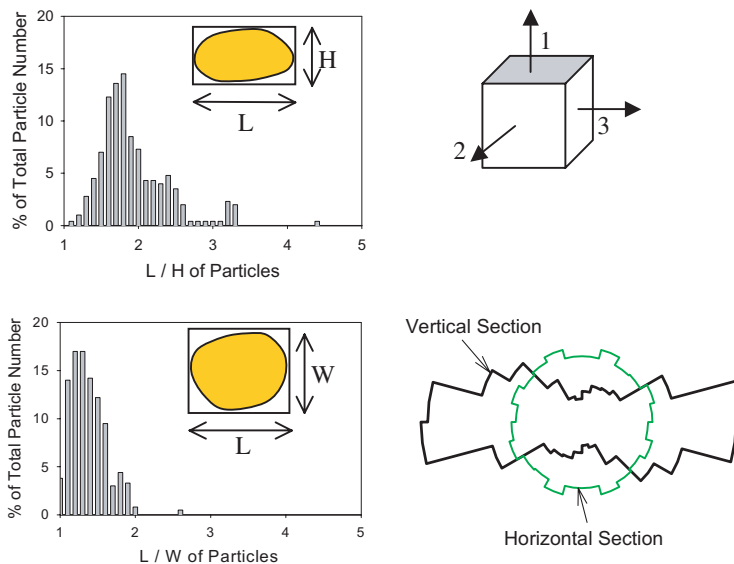 % of Total Particle Number
20
15
10
5
0
1 2 3 4 5
L / H of Particles
H
L
1
2
3
% of Total Particle Number
20
15
10
5
0
1 2 3 4 5
L / W of Particles
W
L
Vertical Section
Horizontal Section